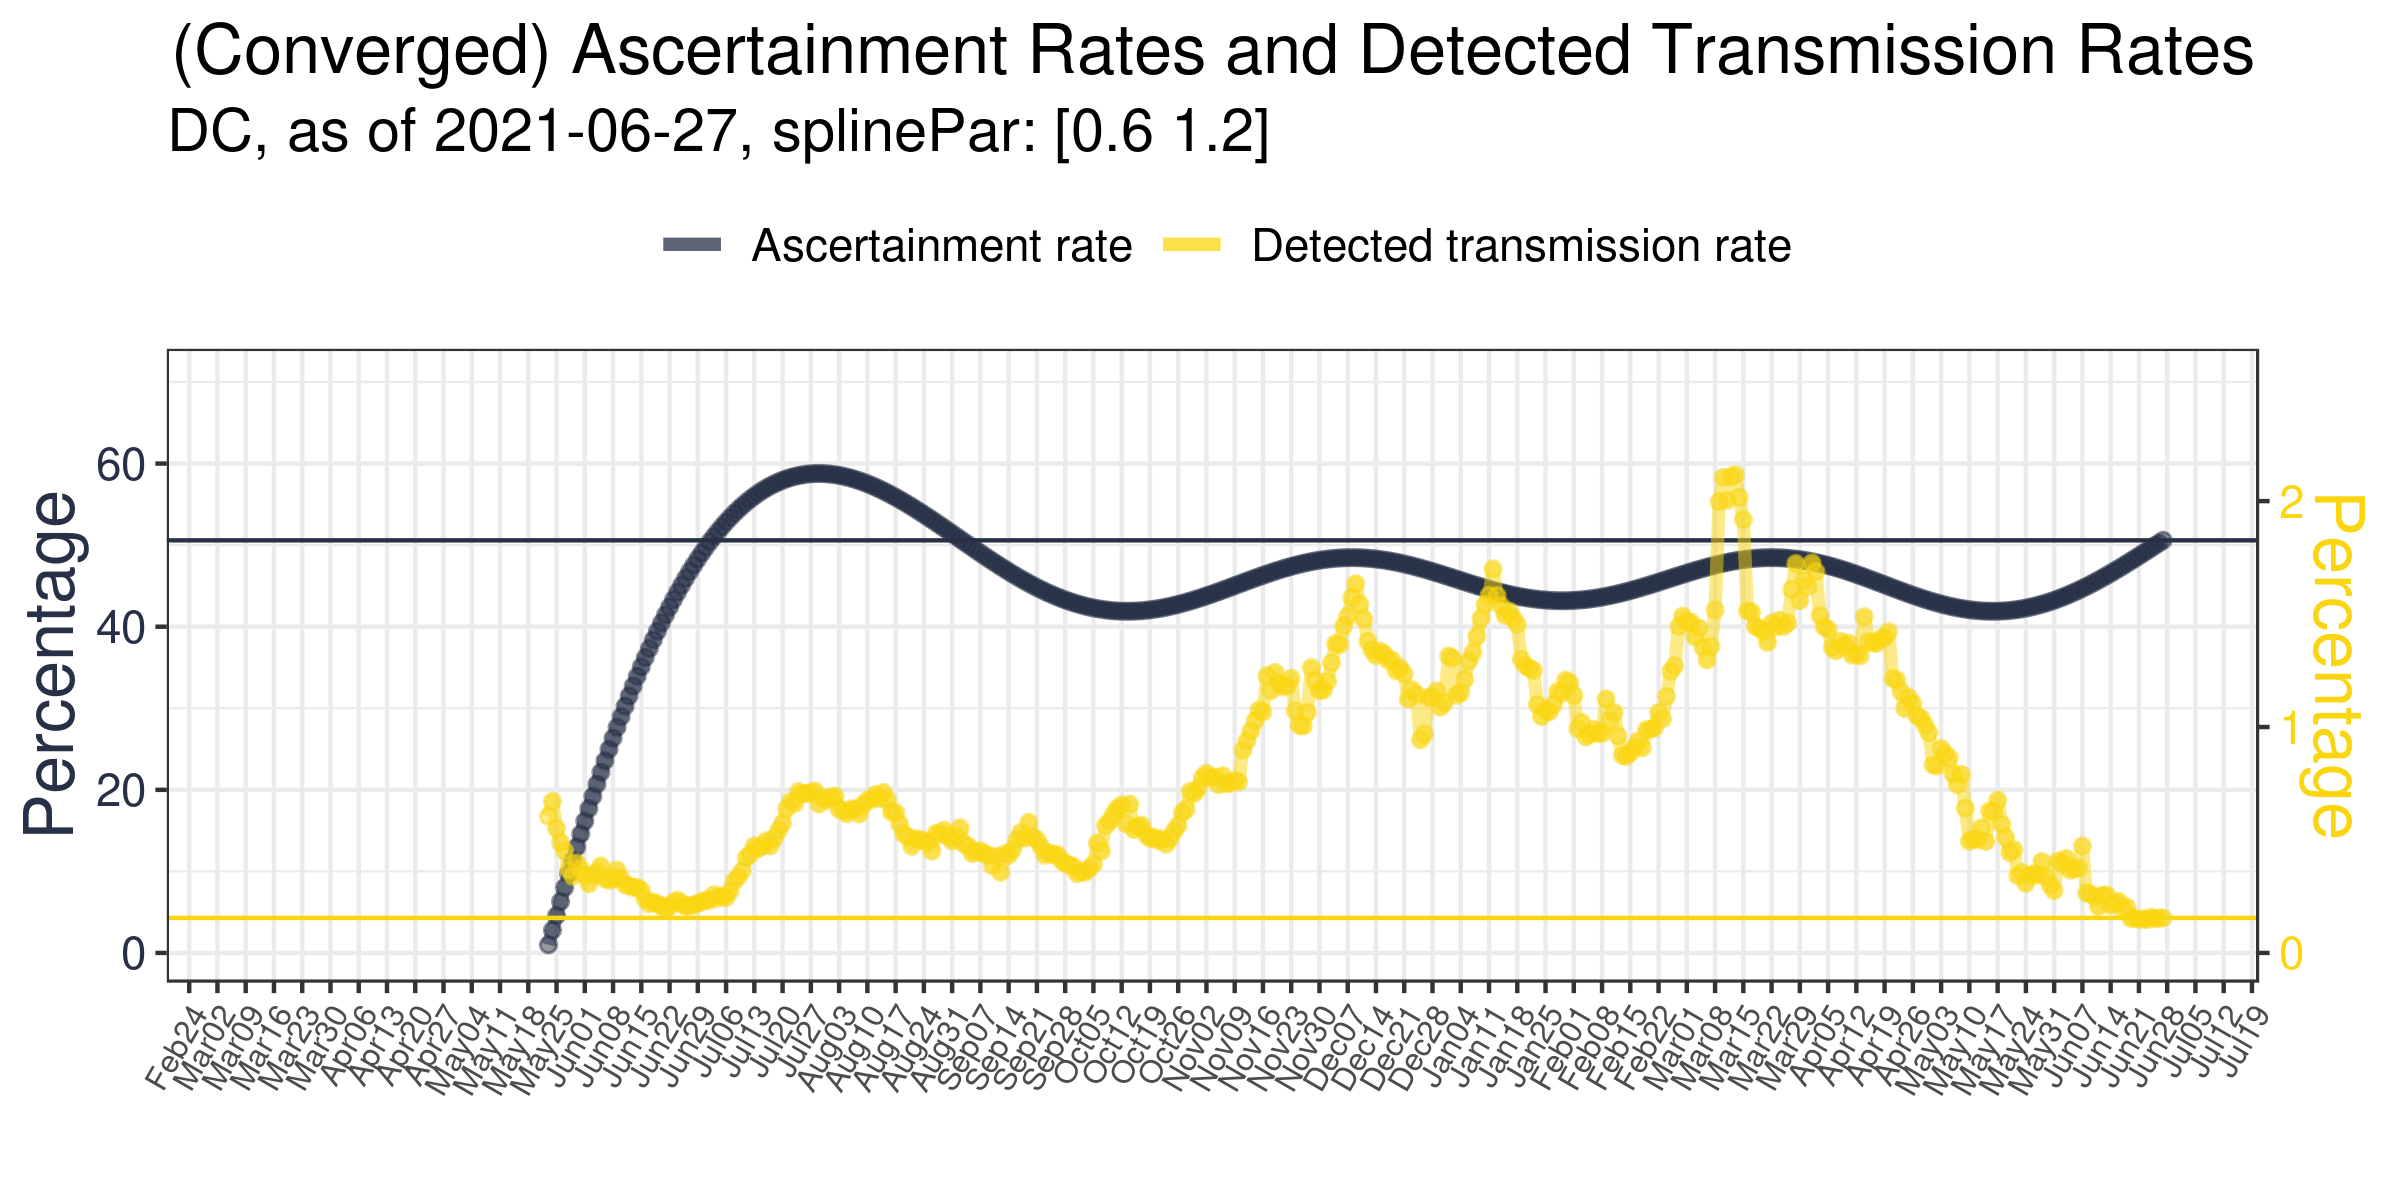 (Converged) Ascertainment Rates and Detected Transmission Rates
DC, as of 2021-06-27, splinePar: [0.6 1.2]
Ascertainment rate
Detected transmission rate
Percentage
60
40
20
0
2
1
0
Percentage
Feb24
Mar02
Mar09
Mar16
Mar23
Mar30
Apr06
Apr13
Apr20
Apr27
May04
May11
May18
May25
Jun01
Jun08
Jun15
Jun22
Jun29
Jul06
Jul13
Jul20
Jul27
Aug03
Aug10
Aug17
Aug24
Aug31
Sep07
Sep14
Sep21
Sep28
Oct05
Oct12
Oct19
Oct26
Nov02
Nov09
Nov16
Nov23
Nov30
Dec07
Dec14
Dec21
Dec28
Jan04
Jan11
Jan18
Jan25
Feb01
Feb08
Feb15
Feb22
Mar01
Mar08
Mar15
Mar22
Mar29
Apr05
Apr12
Apr19
Apr26
May03
May10
May17
May24
May31
Jun07
Jun14
Jun21
Jun28
Jul05
Jul12
Jul19